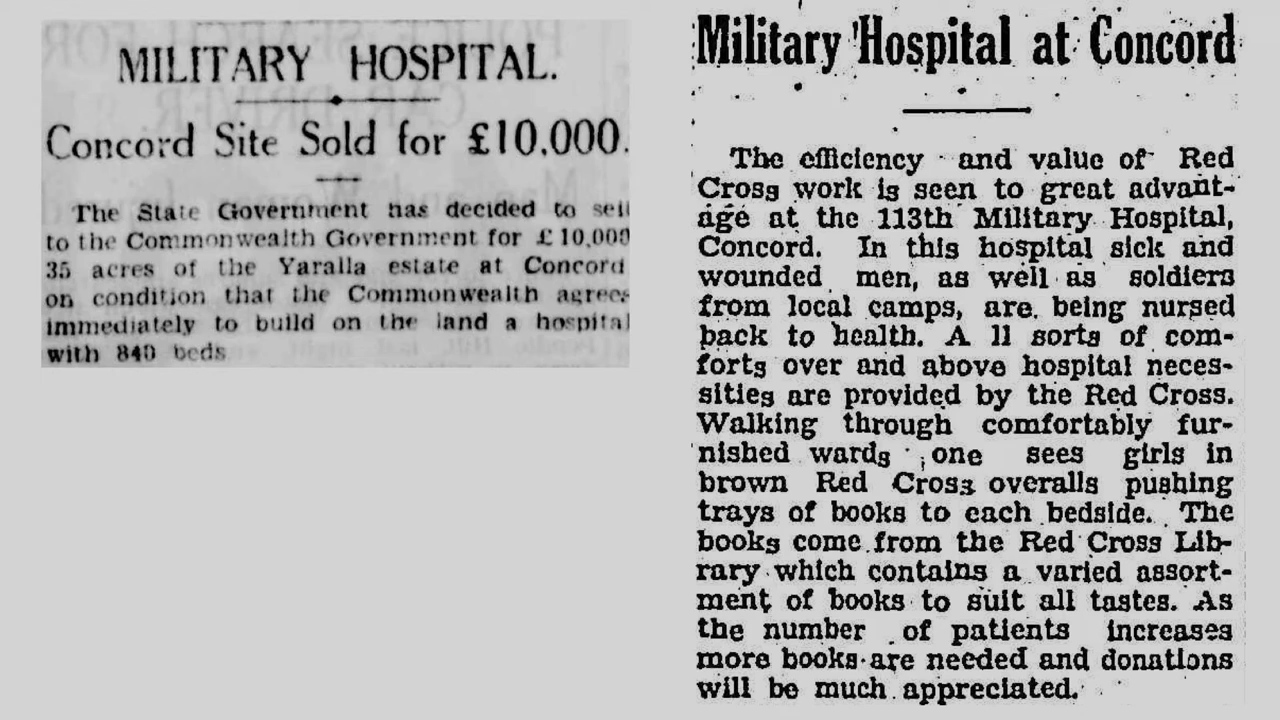 MILITARY HOSPITAL.
Concord Site Sold for £10,000.
The State Government has decided to sell
to the Commonwealth Government for £10,000
35 acres of the Yaralla estate at Concord
on condition that the Commonwealth agrees
immediately to build on the land a hospital
with 840 beds
Military Hospital at Concord
The efficiency and value of Red
Cross work is seen to great advant-
age at the 113th Military Hospital,
Concord. In this hospital sick and
wounded men, as well as soldiers
from local camps, are being nursed
back to health. A ll sorts of com-
forts over and above hospital neces-
sities are provided by the Red Cross.
Walking through comfortably fur-
nished wards one sees girls in
brown Red Cross overalls pushing
trays of books to each bedside. The
books come from the Red Cross Lib-
rary which contains a varied assort-
ment of books to suit all tastes. As
the number of patients increases
more books are needed and donations
will be much appreciated.